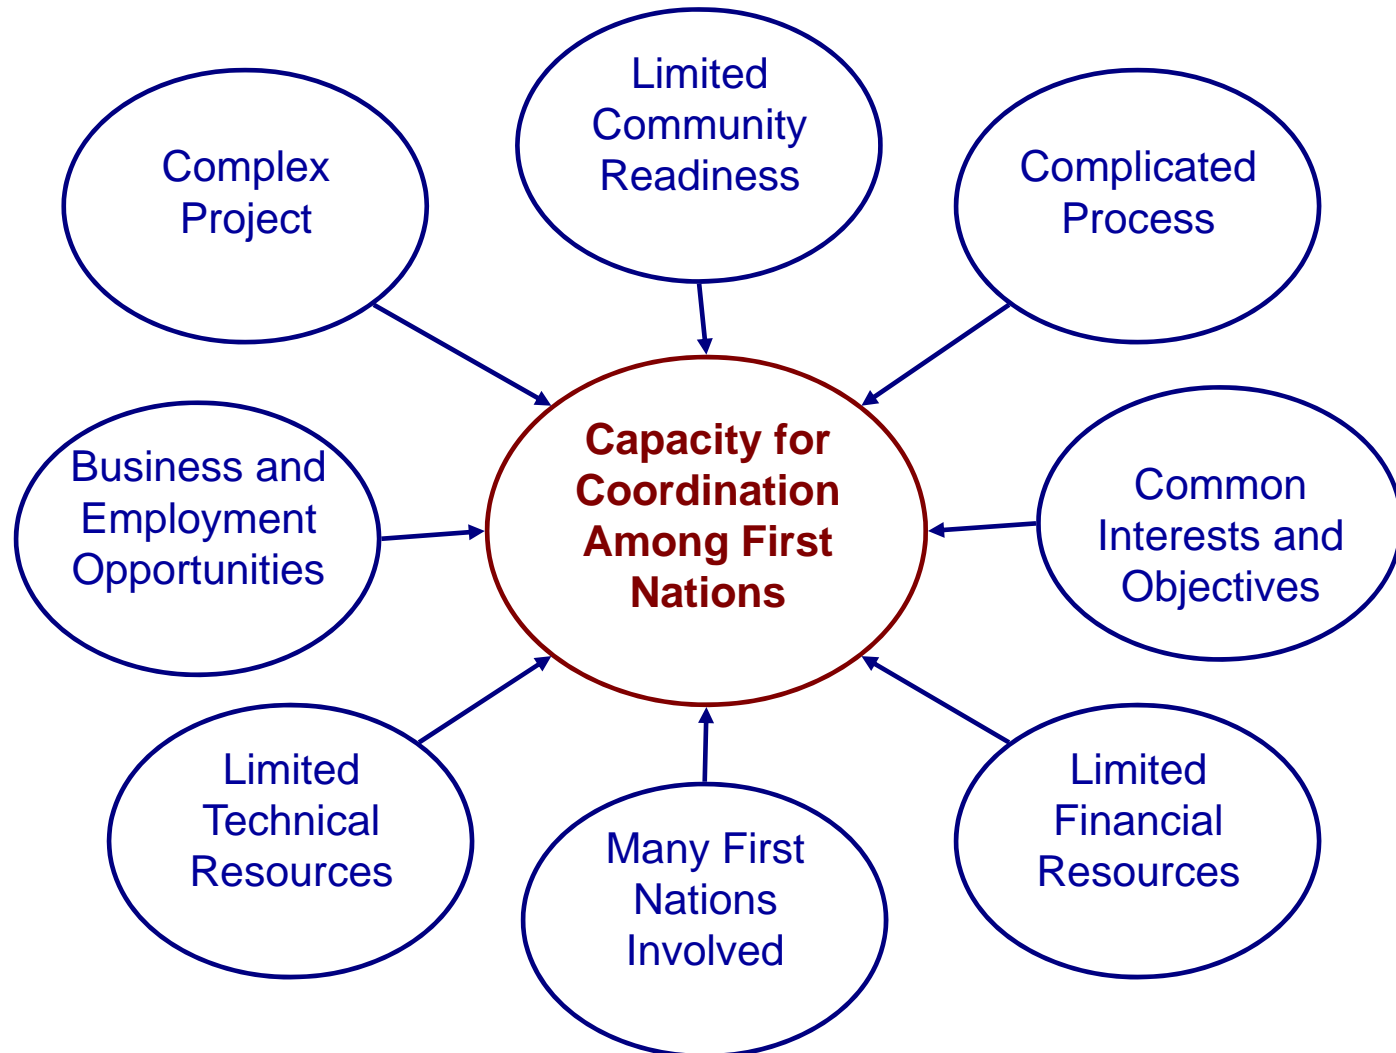 Limited
Community
Readiness
Complex
Project
Complicated
Process
Capacity for
Coordination
Among First
Nations
Business and
Employment
Opportunities
Common
Interests and
Objectives
Limited
Technical
Resources
Many First
Nations
Involved
Limited
Financial
Resources